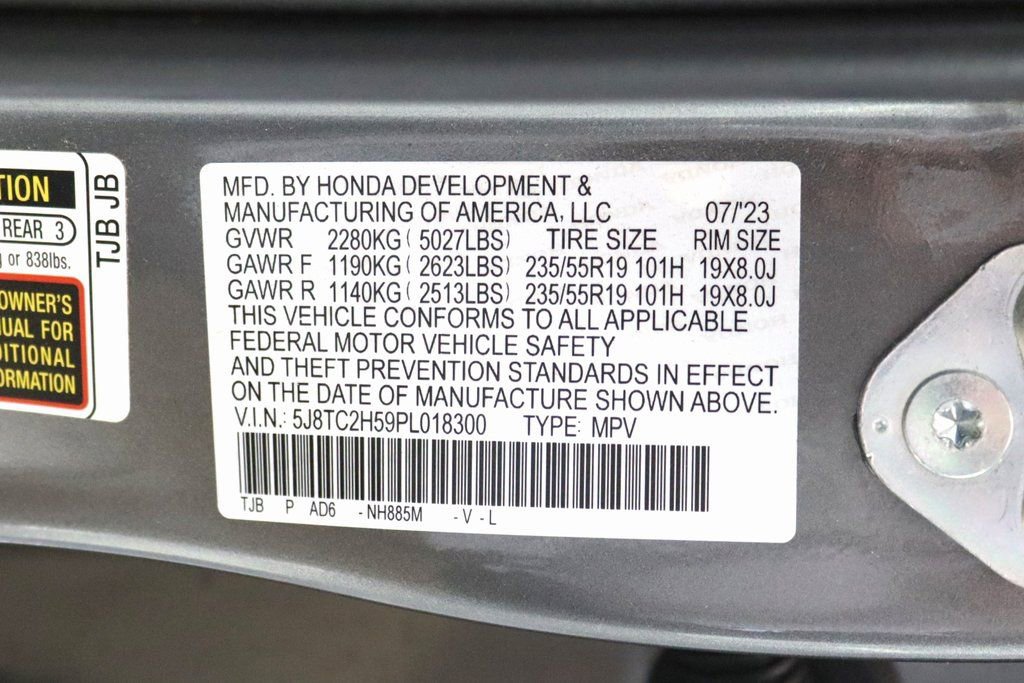 TION
REAR 3
or 838lbs.
OWNER'S
UAL FOR
DITIONAL
ORMATION
TJB JB
MFD. BY HONDA DEVELOPMENT &
MANUFACTURING OF AMERICA, LLC 07/'23
GVWR 2280KG ( 5027LBS) TIRE SIZE RIM SIZE
GAWR F 1190KG ( 2623LBS) 235/55R19 101H 19X8.0J
GAWR R 1140KG ( 2513LBS) 235/55R19 101H 19X8.0J
THIS VEHICLE CONFORMS TO ALL APPLICABLE
FEDERAL MOTOR VEHICLE SAFETY
AND THEFT PREVENTION STANDARDS IN EFFECT
ON THE DATE OF MANUFACTURE SHOWN ABOVE.
V.I.N.: 5J8TC2H59PL018300 TYPE: MPV
TJB P AD6 -NH885M -V -L